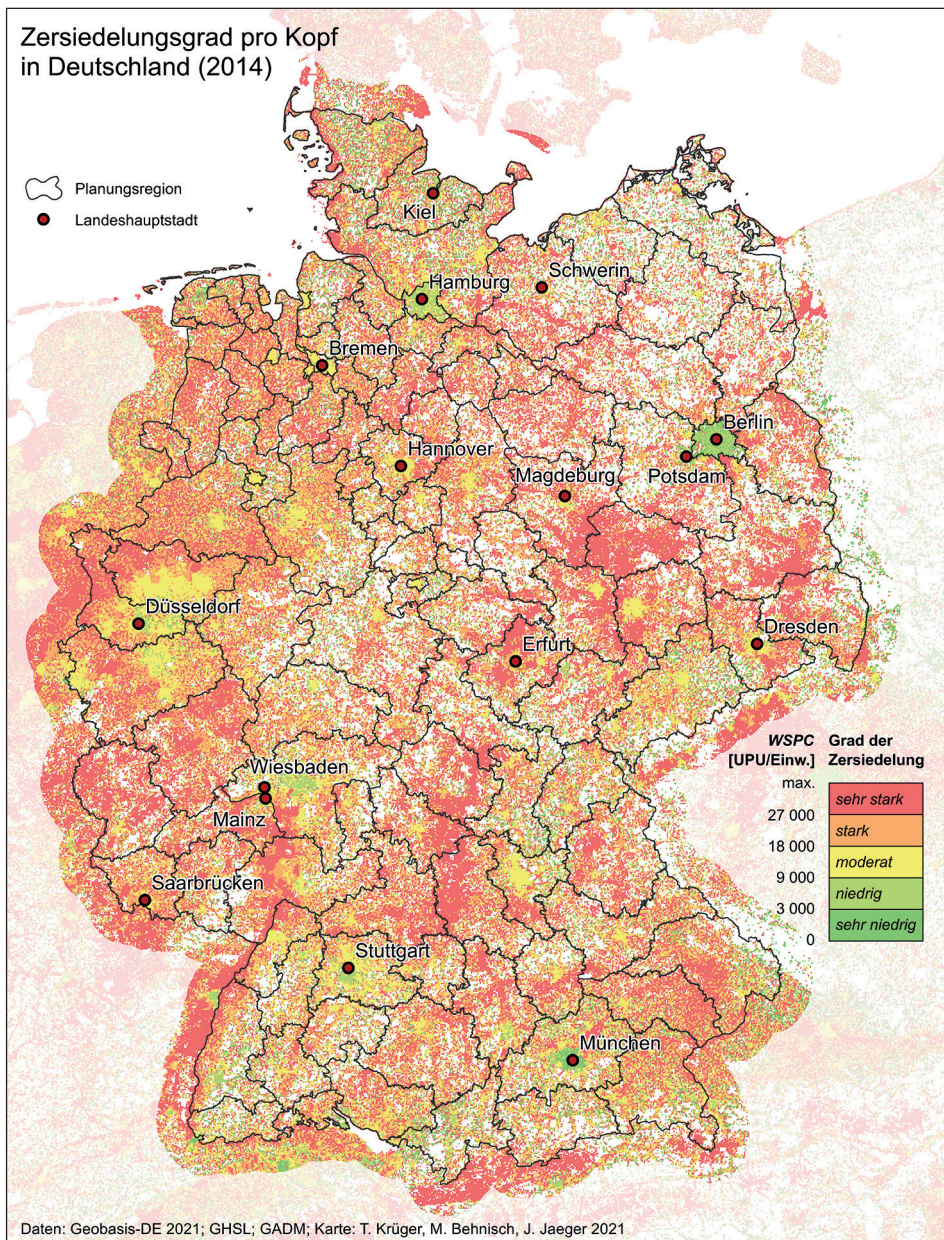 Zersiedelungsgrad pro Kopf
in Deutschland (2014)
Planungsregion
Landeshauptstadt
Kiel
Schwerin
Hamburg
Bremen
Berlin
Hannover
Potsdam
Magdeburg
Düsseldorf
Erfurt
Dresden
Wiesbaden
Mainz
Saarbrücken
Stuttgart
München
WSPC Grad der
[UPU/Einw.] Zersiedelung
max.
sehr stark
27 000
stark
18 000
moderat
9 000
niedrig
3 000
sehr niedrig
0
Daten: Geobasis-DE 2021; GHSL; GADM; Karte: T. Krüger, M. Behnisch, J. Jaeger 2021